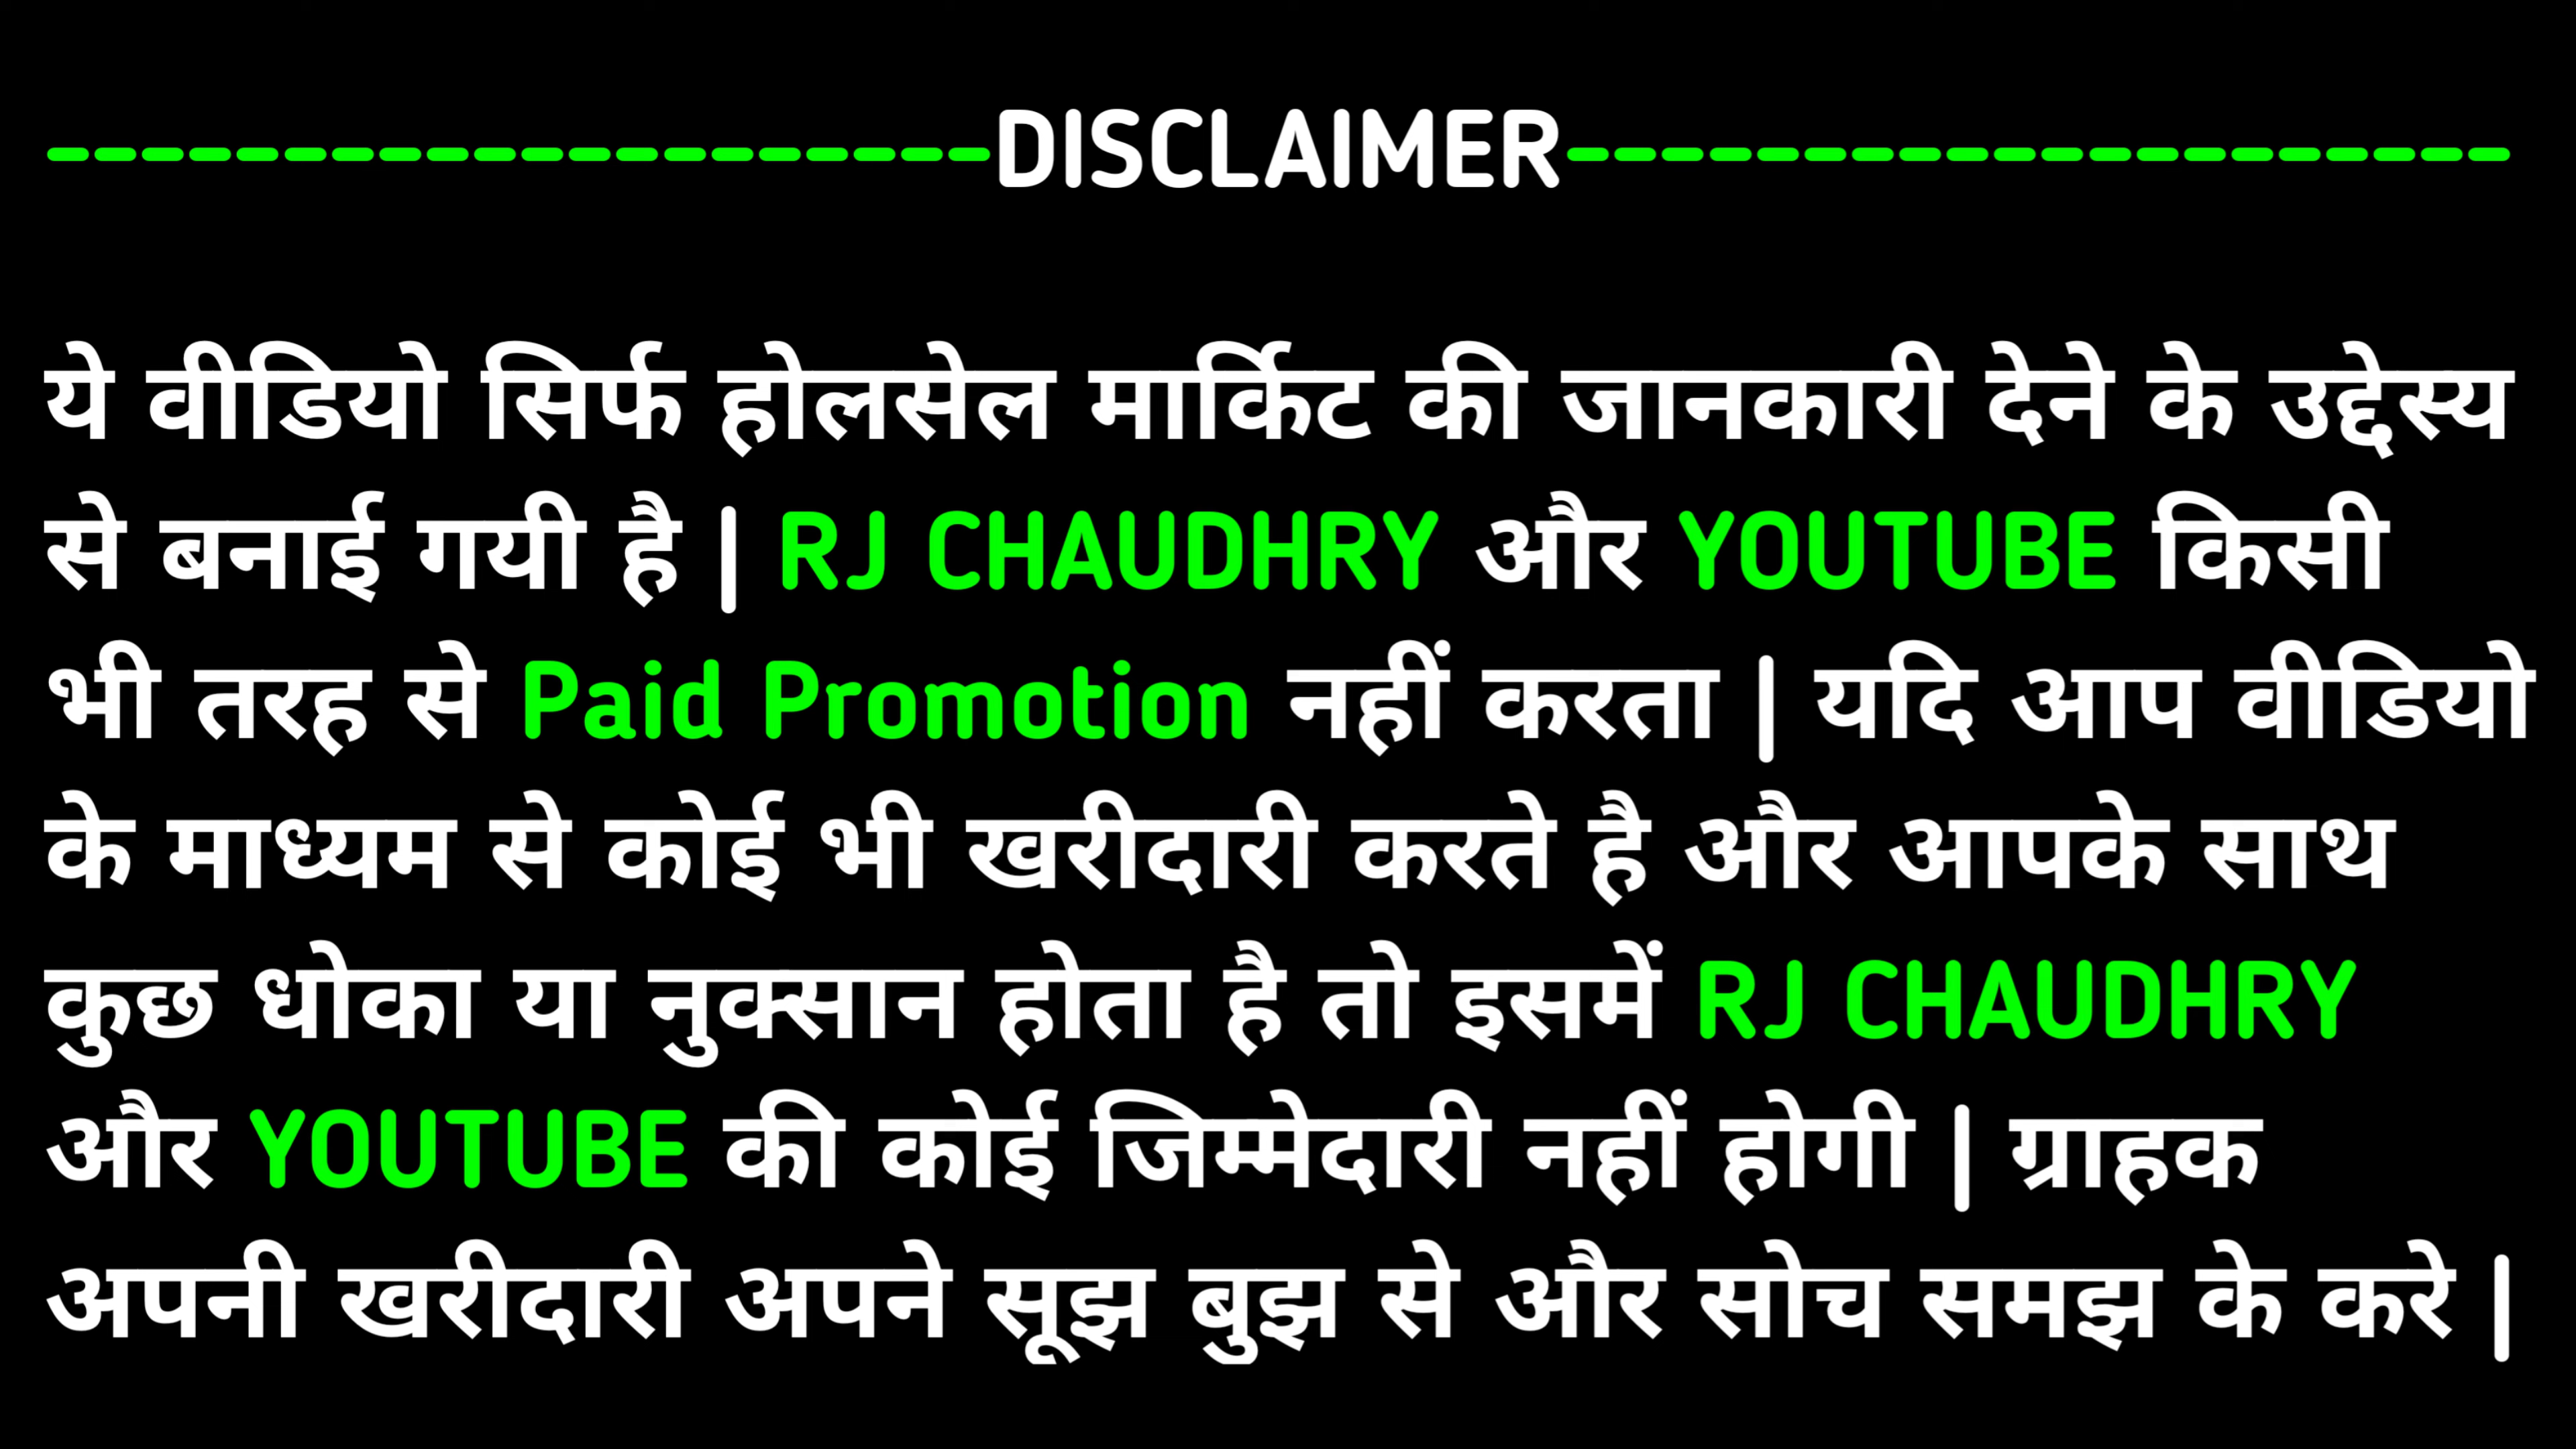 --------------------DISCLAIMER--------------------
ये वीडियो सिर्फ होलसेल मार्किट की जानकारी देने के उद्देस्य
से बनाई गयी है | RJ CHAUDHRY और YOUTUBE किसी
भी तरह से Paid Promotion नहीं करता | यदि आप वीडियो
के माध्यम से कोई भी खरीदारी करते है और आपके साथ
कुछ धोका या नुक्सान होता है तो इसमें RJ CHAUDHRY
और YOUTUBE की कोई जिम्मेदारी नहीं होगी | ग्राहक
अपनी खरीदारी अपने सूझ बुझ से और सोच समझ के करे |